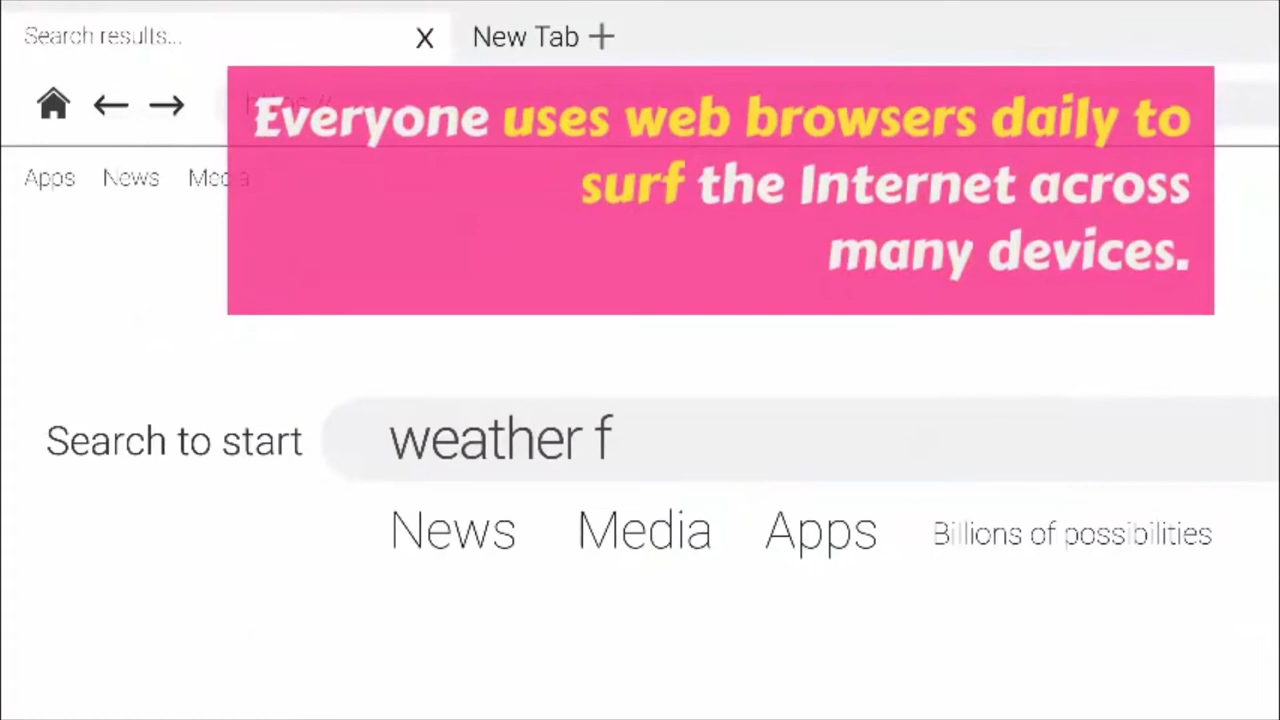 Search results...
X
New Tab +
Everyone uses web browsers daily to
surf the Internet across
many devices.
Apps News Media
Search to start
weather f
News Media Apps Billions of possibilities